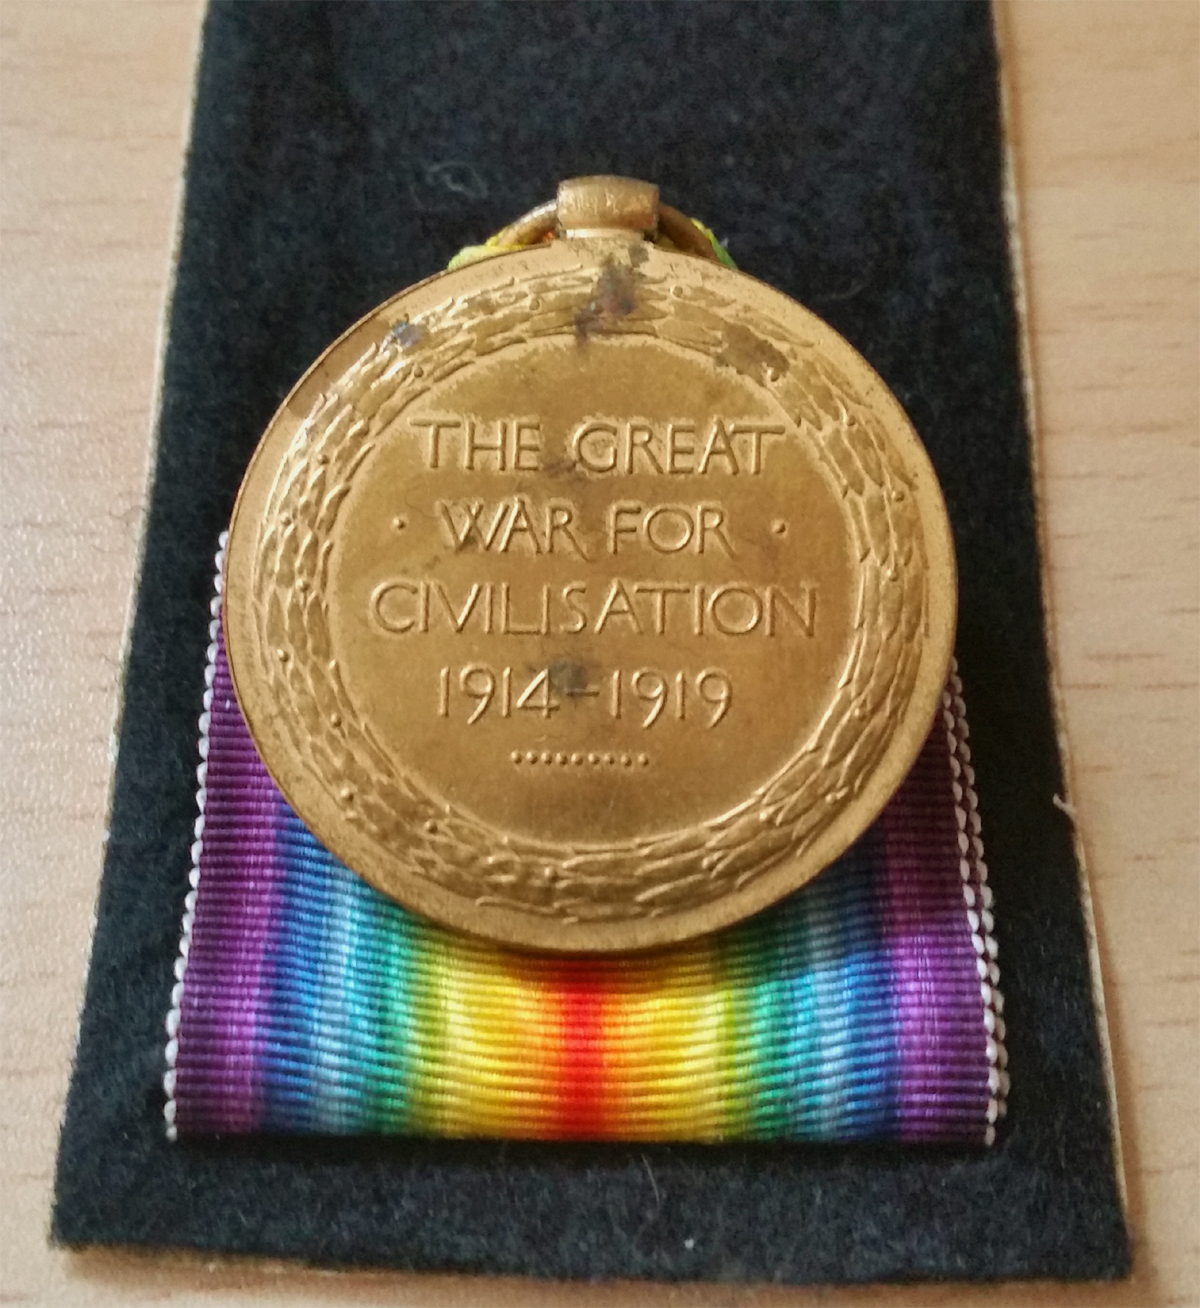 THE GREAT
· WAR FOR ·
CIVILISATION
1914-1919